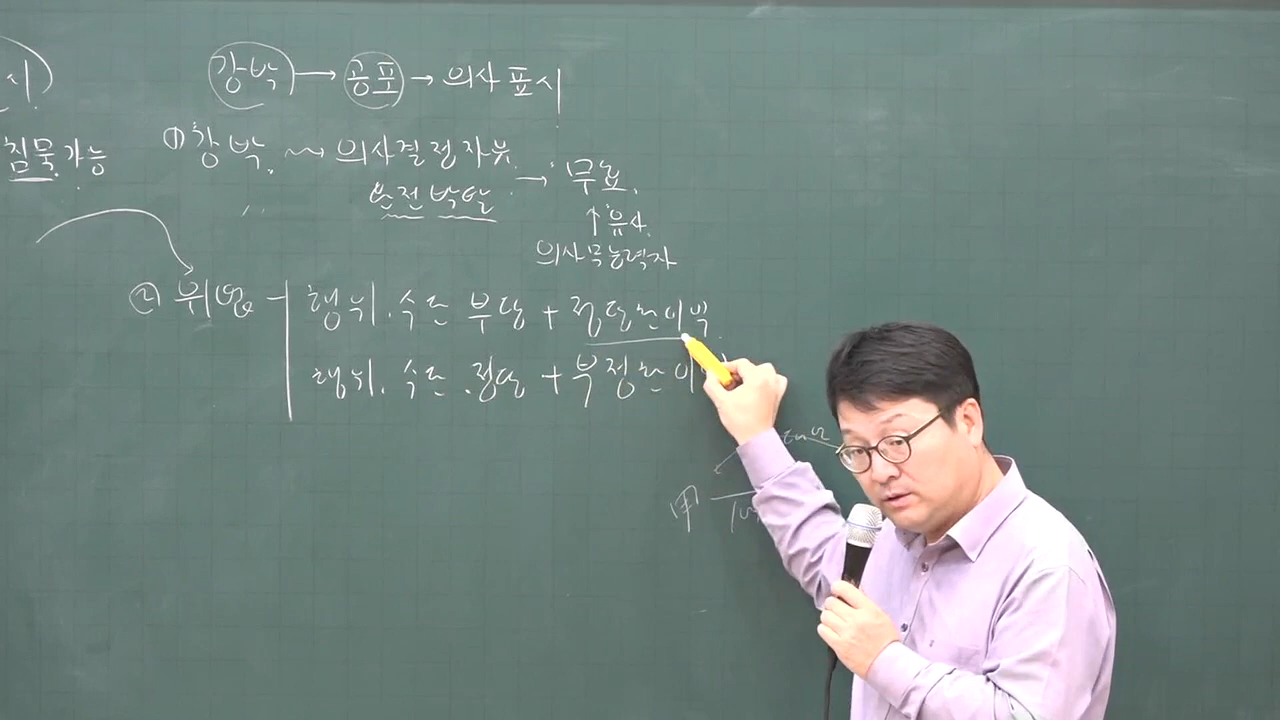 시)
침묵가능
강박 → 공포 → 의사표시
① 강박. 의사결정자유
완전박탈 → 무효.
↑유사.
의사무능력자
② 위법 행위.수단 부당 + 정당한이익.
행위.수단.정당 + 부정한이익
甲